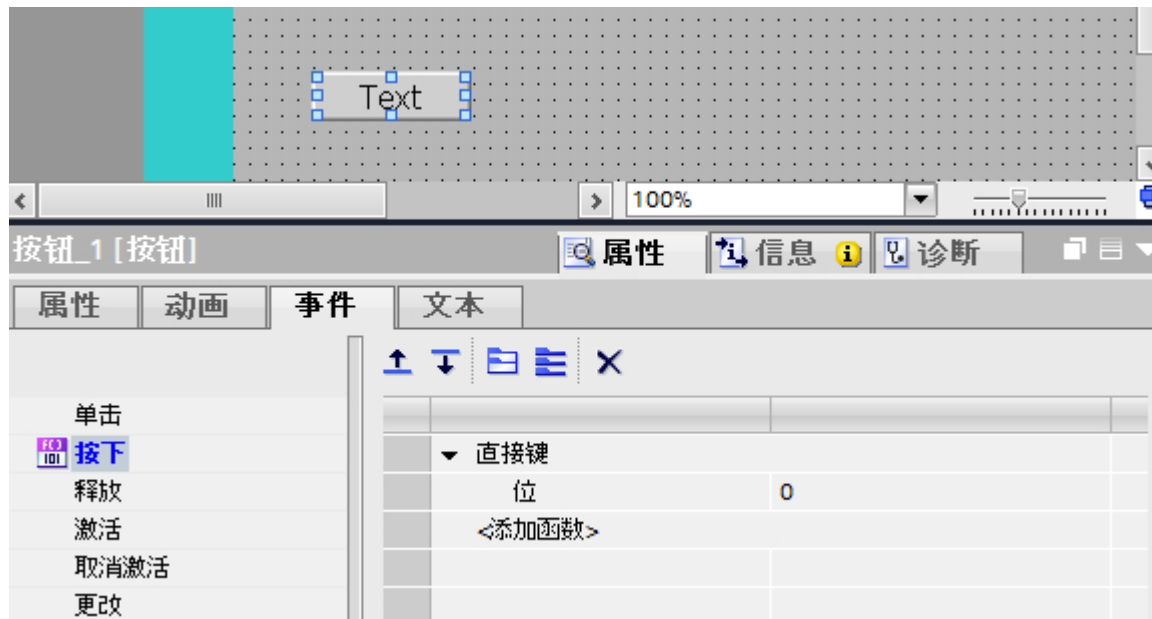 Text
100%
按钮_1 [按钮]
属性 信息 诊断
属性 动画 事件 文本
单击
按下
直接键
释放
位 0
激活
<添加函数>
取消激活
更改